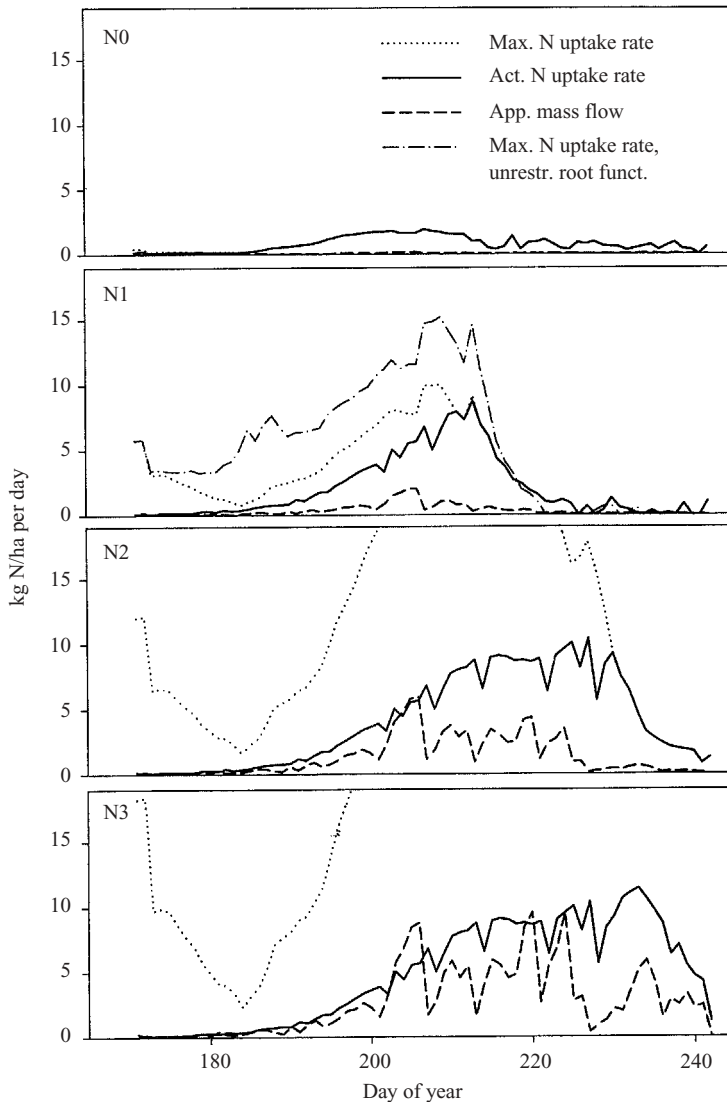 N0
Max. N uptake rate
Act. N uptake rate
App. mass flow
Max. N uptake rate,
unrestr. root funct.
15
10
5
0
N1
15
10
5
0
N2
15
10
5
0
N3
15
10
5
0
kg N/ha per day
180 200 220 240
Day of year